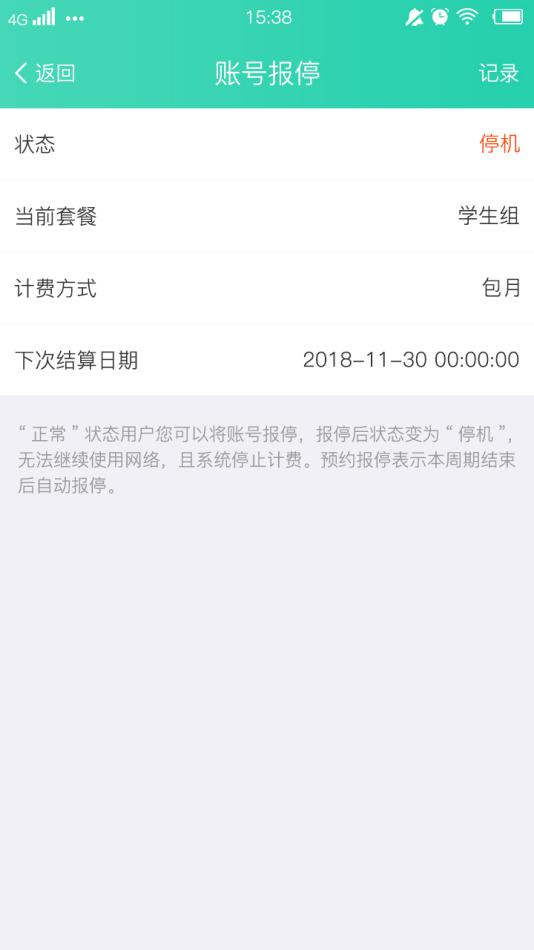 4G 15:38
返回 账号报停 记录
状态 停机
当前套餐 学生组
计费方式 包月
下次结算日期 2018-11-30 00:00:00
“正常”状态用户您可以将账号报停，报停后状态变为“停机”，
无法继续使用网络，且系统停止计费。预约报停表示本周期结束
后自动报停。